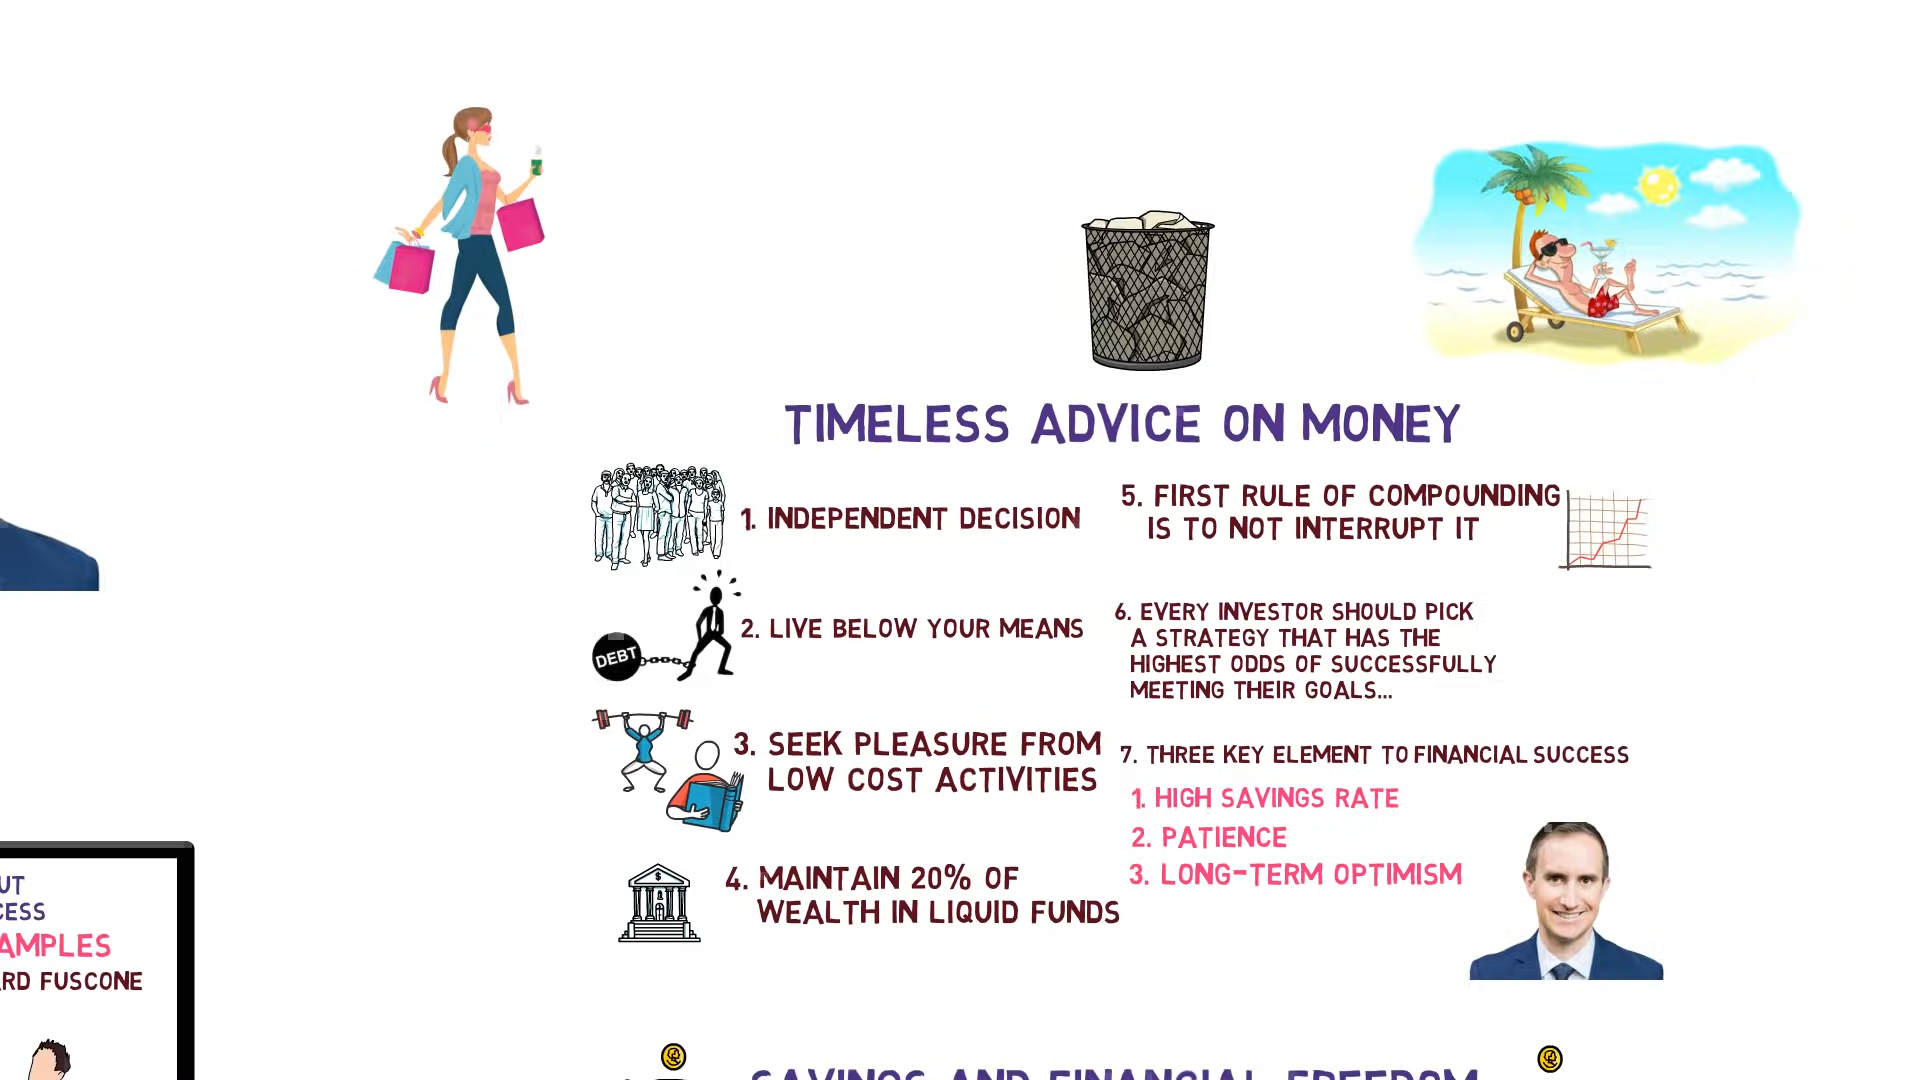 TIMELESS ADVICE ON MONEY
1. INDEPENDENT DECISION
DEBT
2. LIVE BELOW YOUR MEANS
3. SEEK PLEASURE FROM
LOW COST ACTIVITIES
4. MAINTAIN 20% OF
WEALTH IN LIQUID FUNDS
5. FIRST RULE OF COMPOUNDING
IS TO NOT INTERRUPT IT
6. EVERY INVESTOR SHOULD PICK
A STRATEGY THAT HAS THE
HIGHEST ODDS OF SUCCESSFULLY
MEETING THEIR GOALS...
7. THREE KEY ELEMENT TO FINANCIAL SUCCESS
1. HIGH SAVINGS RATE
2. PATIENCE
3. LONG-TERM OPTIMISM
UT
CESS
AMPLES
RD FUSCONE
SAVINGS AND FINANCIAL FREEDOM